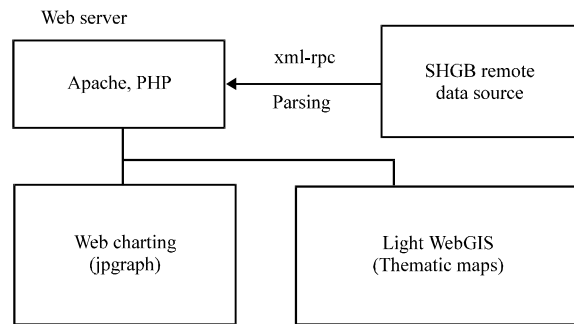 Web server
Apache, PHP
xml-rpc
Parsing
SHGB remote
data source
Web charting
(jpgraph)
Light WebGIS
(Thematic maps)